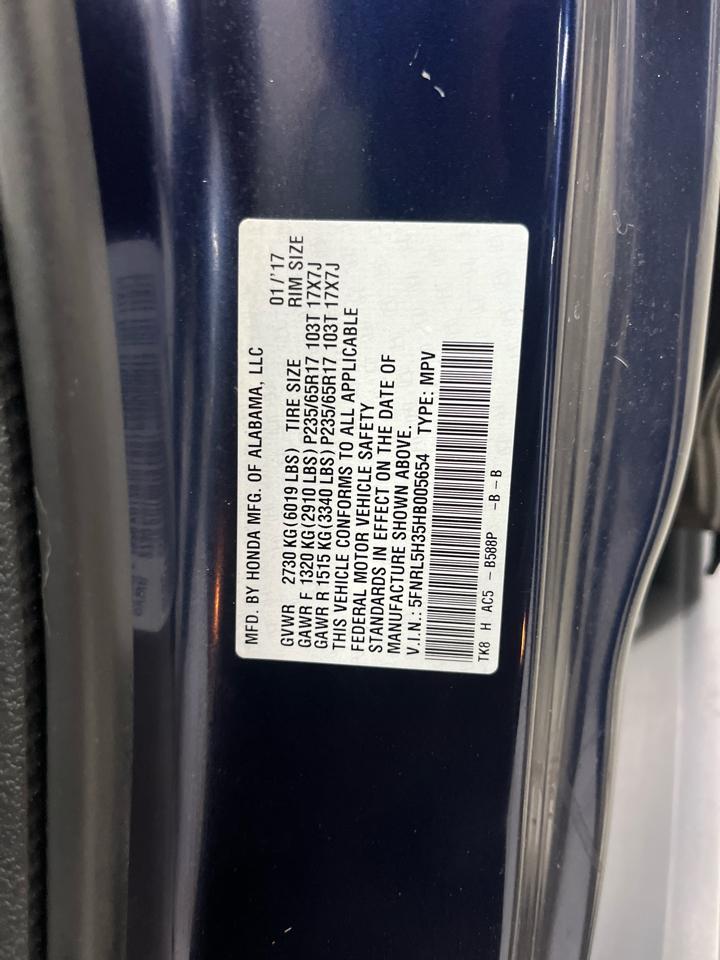 MFD. BY HONDA MFG. OF ALABAMA, LLC
01/'17
GVWR 2730 KG(6019 LBS) TIRE SIZE RIM SIZE
GAWR F 1320 KG(2910 LBS) P235/65R17 103T 17X7J
GAWR R 1515 KG(3340 LBS) P235/65R17 103T 17X7J
THIS VEHICLE CONFORMS TO ALL APPLICABLE
FEDERAL MOTOR VEHICLE SAFETY
STANDARDS IN EFFECT ON THE DATE OF
MANUFACTURE SHOWN ABOVE.
V.I.N.: 5FNRL5H35HB005654 TYPE: MPV
TK8 H AC5 - B588P -B-B